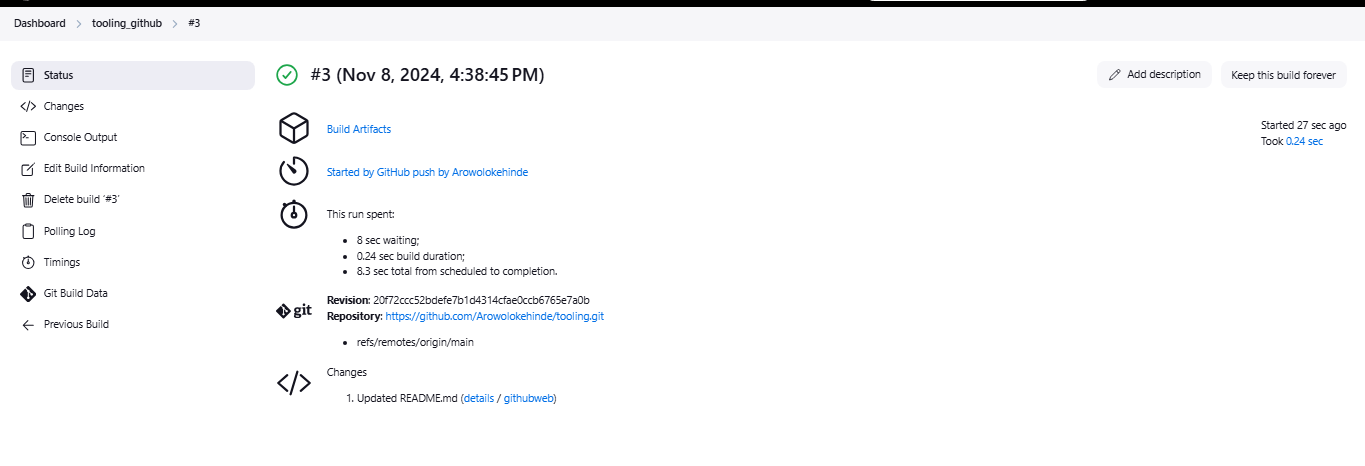 Dashboard > tooling_github > #3
Status
Changes
Console Output
Edit Build Information
Delete build ‘#3’
Polling Log
Timings
Git Build Data
Previous Build
#3 (Nov 8, 2024, 4:38:45 PM)
Add description
Keep this build forever
Started 27 sec ago
Took 0.24 sec
Build Artifacts
Started by GitHub push by Arowolokehinde
This run spent:
• 8 sec waiting;
• 0.24 sec build duration;
• 8.3 sec total from scheduled to completion.
git
Revision: 20f72ccc52bdefe7b1d4314cfae0ccb6765e7a0b
Repository: https://github.com/Arowolokehinde/tooling.git
• refs/remotes/origin/main
Changes
1. Updated README.md (details / githubweb)